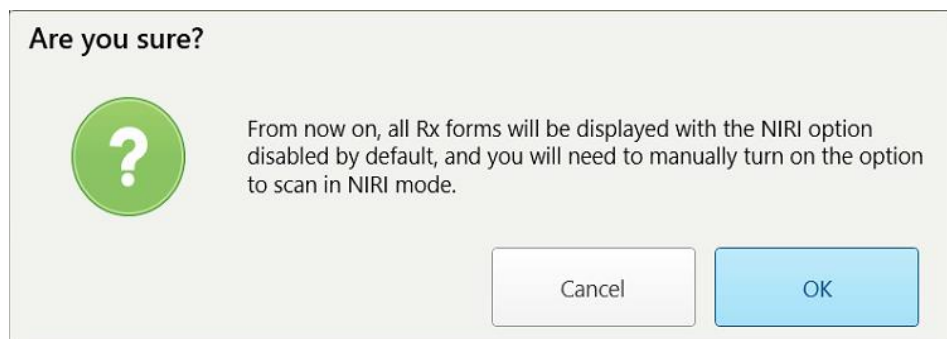 Are you sure?
?
From now on, all Rx forms will be displayed with the NIRI option
disabled by default, and you will need to manually turn on the option
to scan in NIRI mode.
Cancel
OK